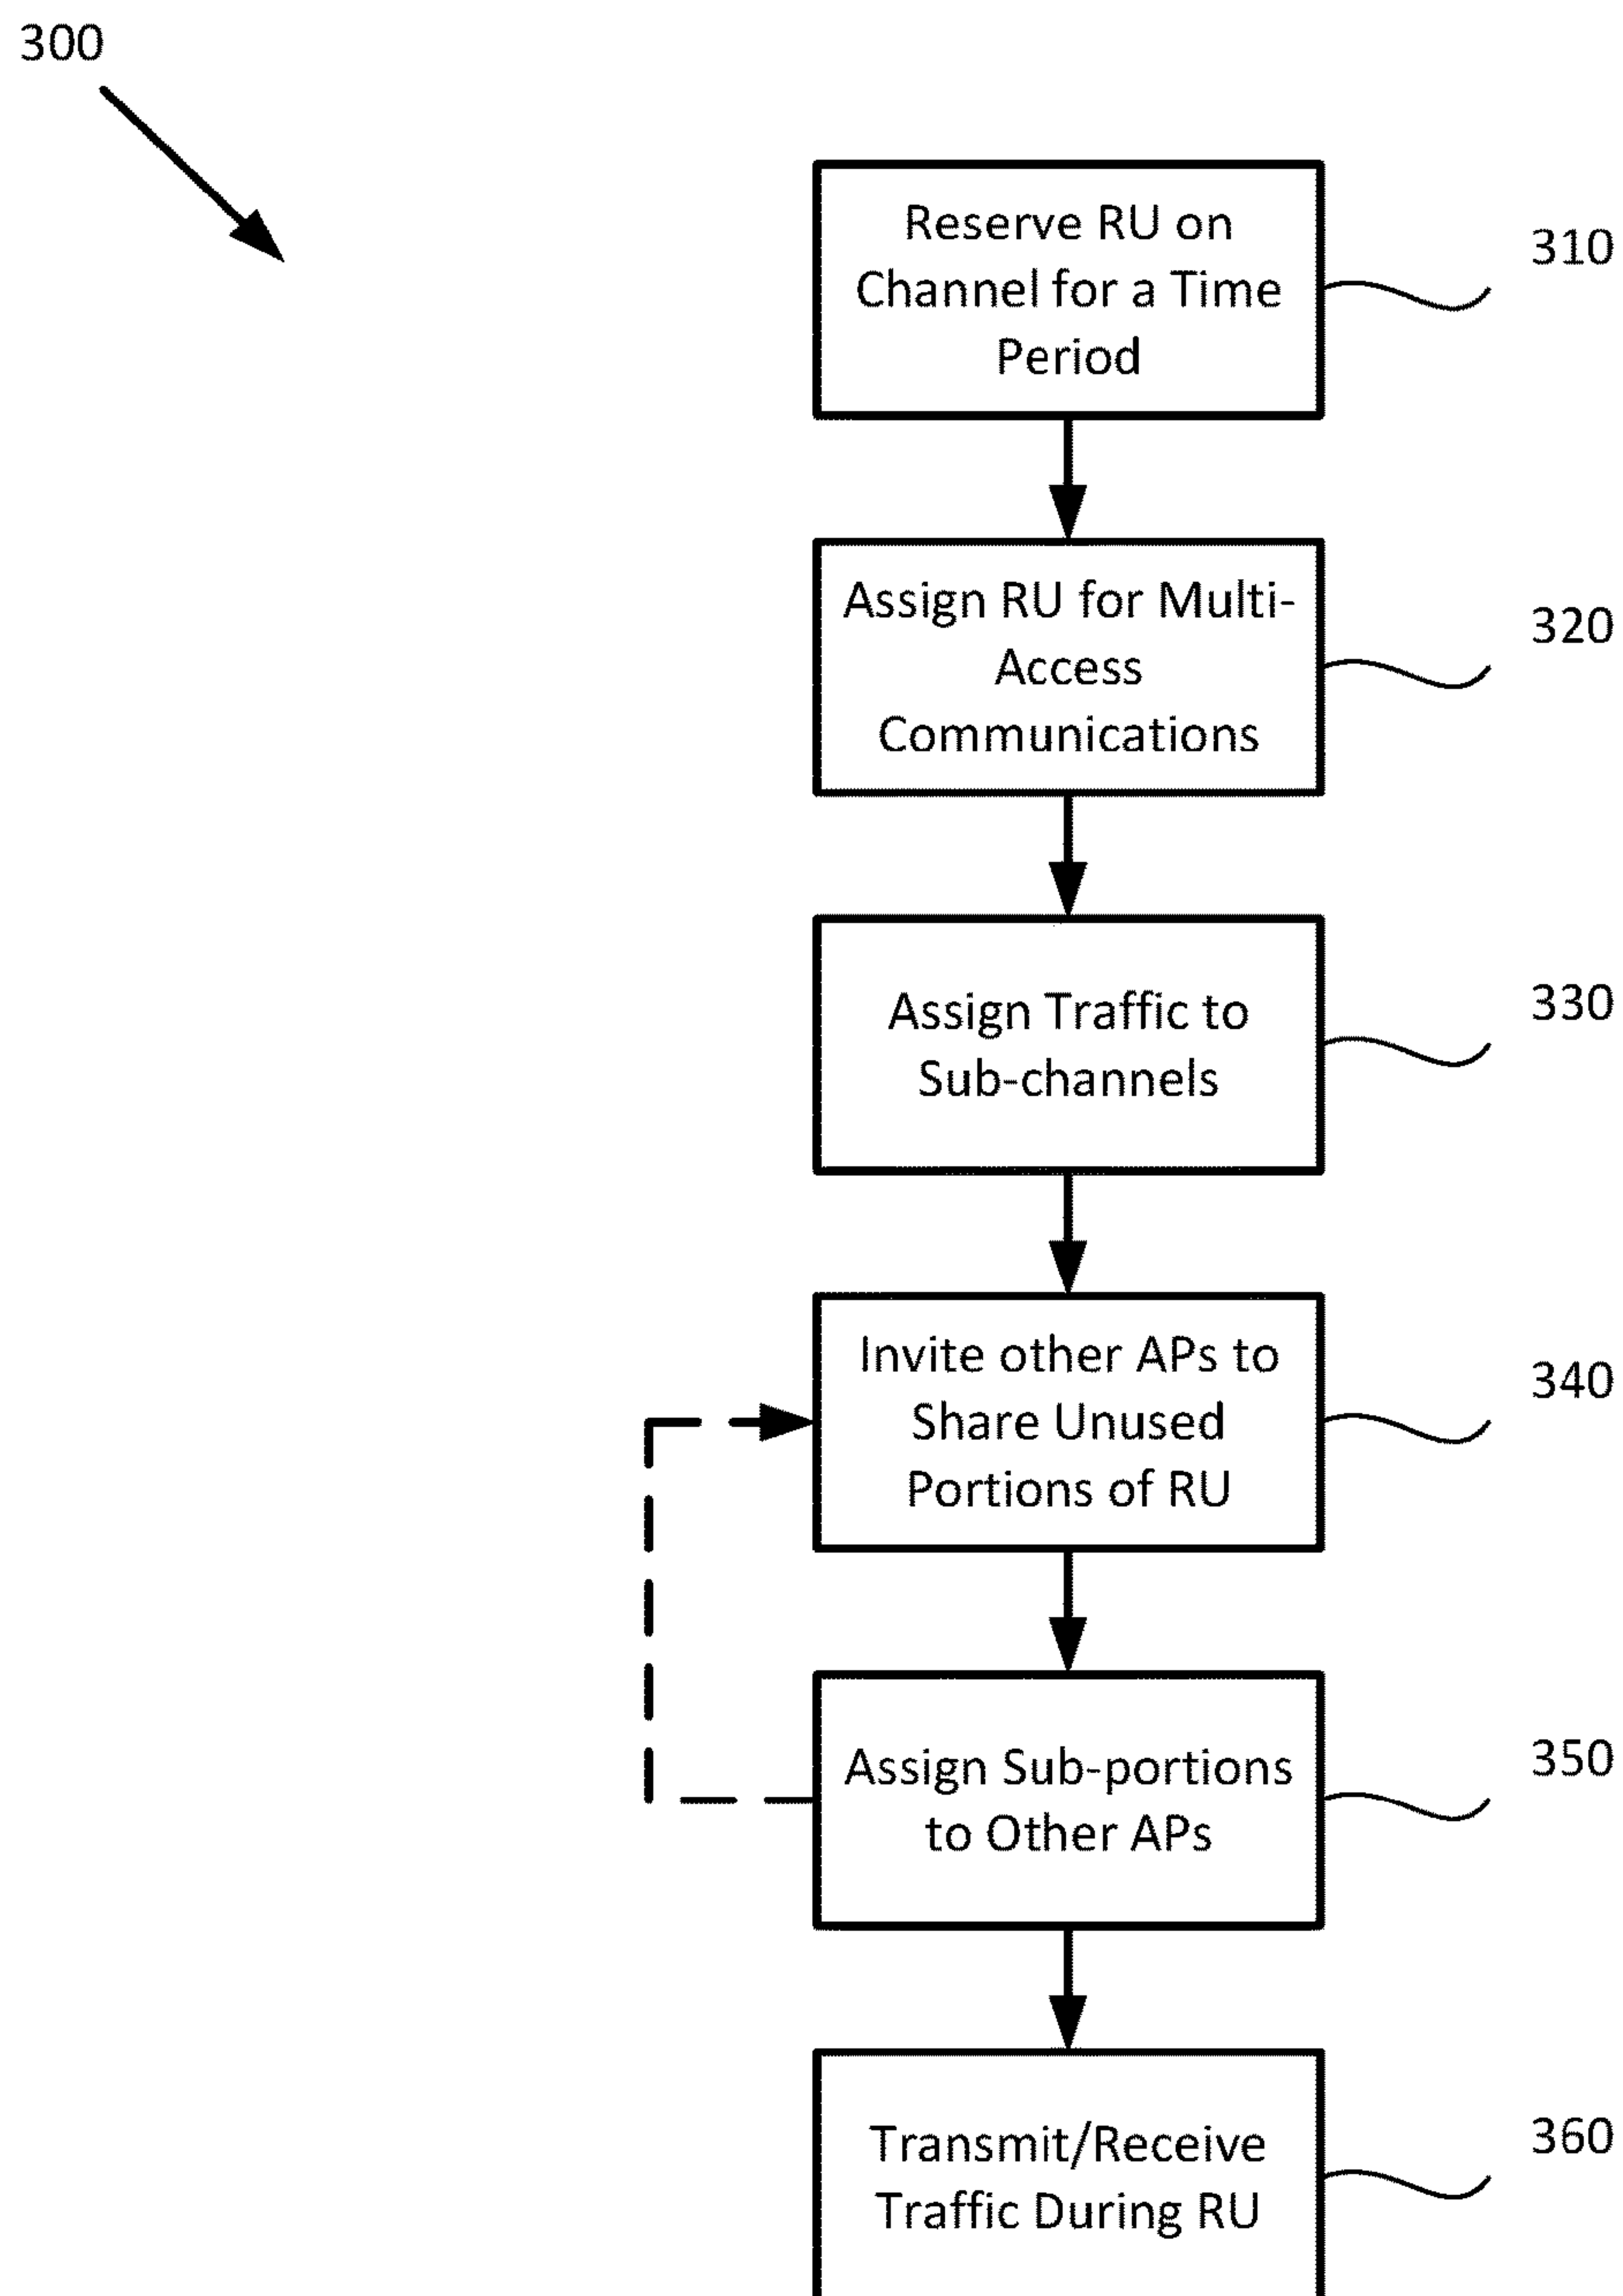 300
Reserve RU on
Channel for a Time
Period
310
Assign RU for Multi-
Access
Communications
320
Assign Traffic to
Sub-channels
330
Invite other APs to
Share Unused
Portions of RU
340
Assign Sub-portions
to Other APs
350
Transmit/Receive
Traffic During RU
360